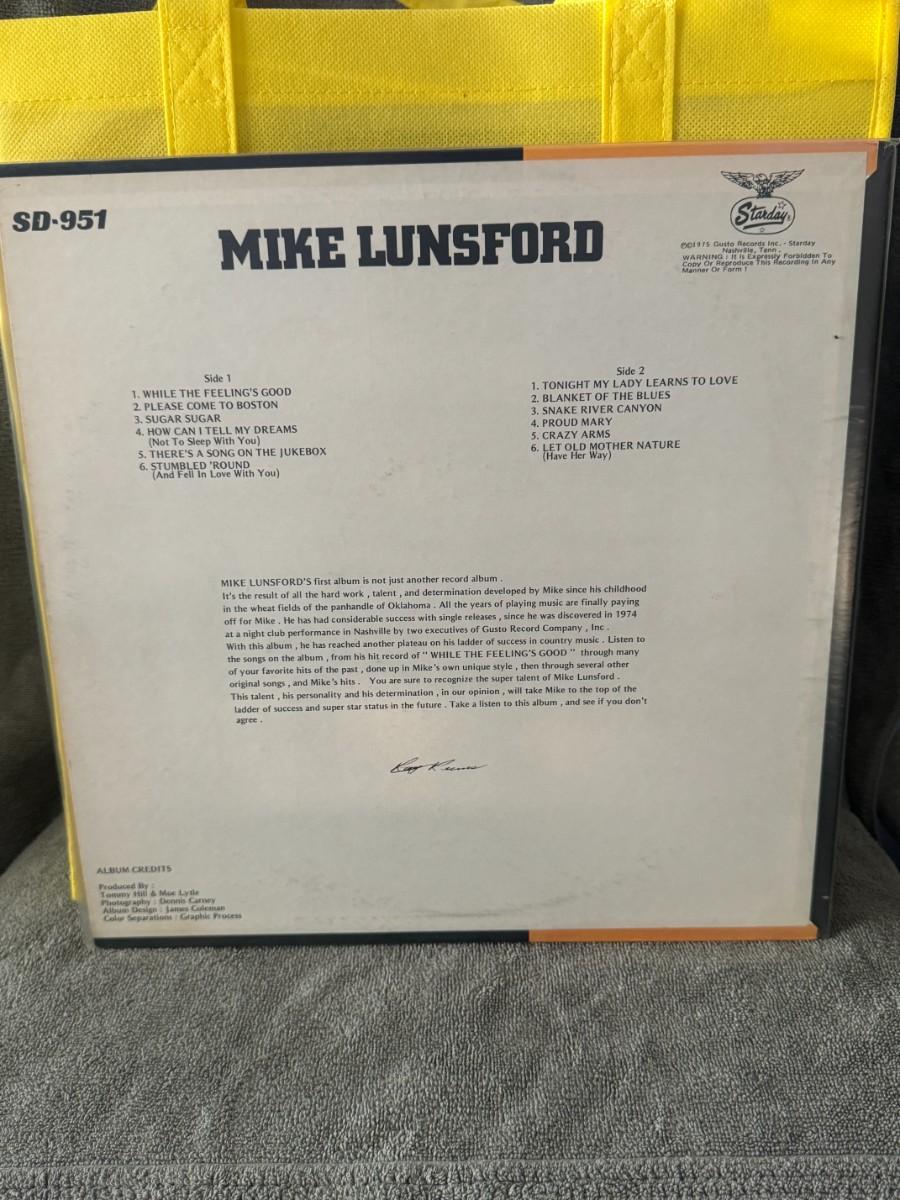 SD-951
MIKE LUNSFORD
Starday
℗©1975 Gusto Records Inc. - Starday
Nashville, Tenn.
WARNING : It Is Expressly Forbidden To
Copy Or Reproduce This Recording In Any
Manner Or Form !
Side 1
1. WHILE THE FEELING'S GOOD
2. PLEASE COME TO BOSTON
3. SUGAR SUGAR
4. HOW CAN I TELL MY DREAMS
(Not To Sleep With You)
5. THERE'S A SONG ON THE JUKEBOX
6. STUMBLED 'ROUND
(And Fell In Love With You)
Side 2
1. TONIGHT MY LADY LEARNS TO LOVE
2. BLANKET OF THE BLUES
3. SNAKE RIVER CANYON
4. PROUD MARY
5. CRAZY ARMS
6. LET OLD MOTHER NATURE
(Have Her Way)
MIKE LUNSFORD'S first album is not just another record album .
It's the result of all the hard work , talent , and determination developed by Mike since his childhood
in the wheat fields of the panhandle of Oklahoma . All the years of playing music are finally paying
off for Mike . He has had considerable success with single releases , since he was discovered in 1974
at a night club performance in Nashville by two executives of Gusto Record Company , Inc .
With this album , he has reached another plateau on his ladder of success in country music . Listen to
the songs on the album , from his hit record of " WHILE THE FEELING'S GOOD " through many
of your favorite hits of the past , done up in Mike's own unique style , then through several other
original songs , and Mike's hits . You are sure to recognize the super talent of Mike Lunsford .
This talent , his personality and his determination , in our opinion , will take Mike to the top of the
ladder of success and super star status in the future . Take a listen to this album , and see if you don't
agree .
ALBUM CREDITS
Produced By :
Tommy Hill & Moe Lytle
Photography : Dennis Carney
Album Design : James Coleman
Color Separations : Graphic Process